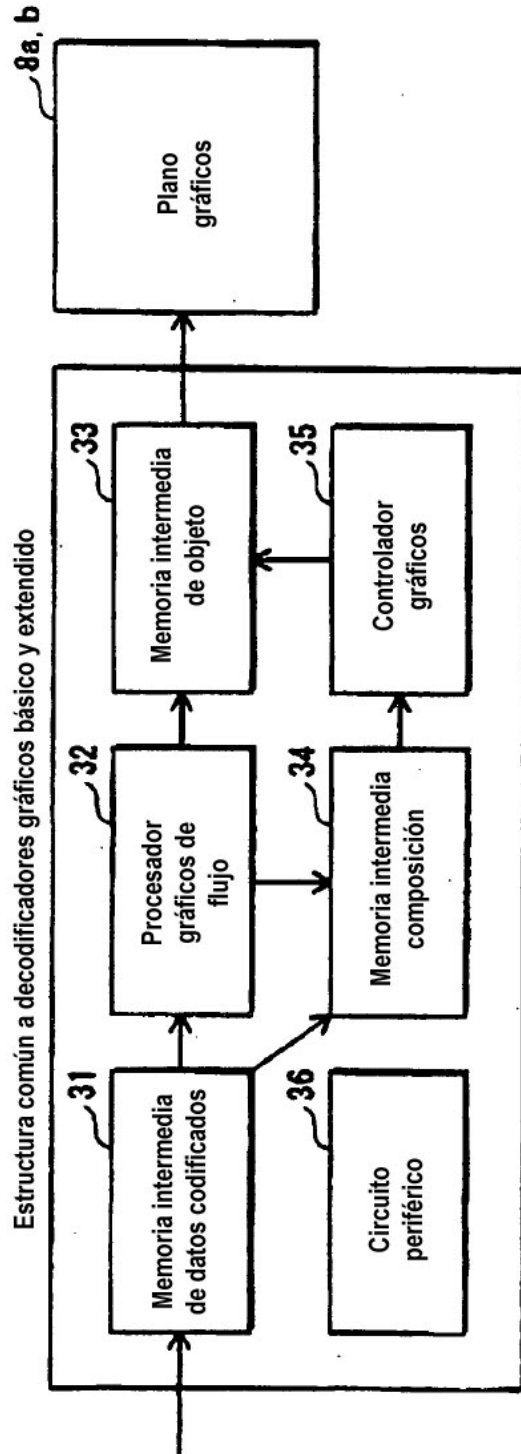 Estructura común a decodificadores gráficos básico y extendido
8a, b
Plano
gráficos
31
Memoria intermedia
de datos codificados
32
Procesador
gráficos de
flujo
33
Memoria intermedia
de objeto
36
Circuito
periférico
34
Memoria intermedia
composición
35
Controlador
gráficos